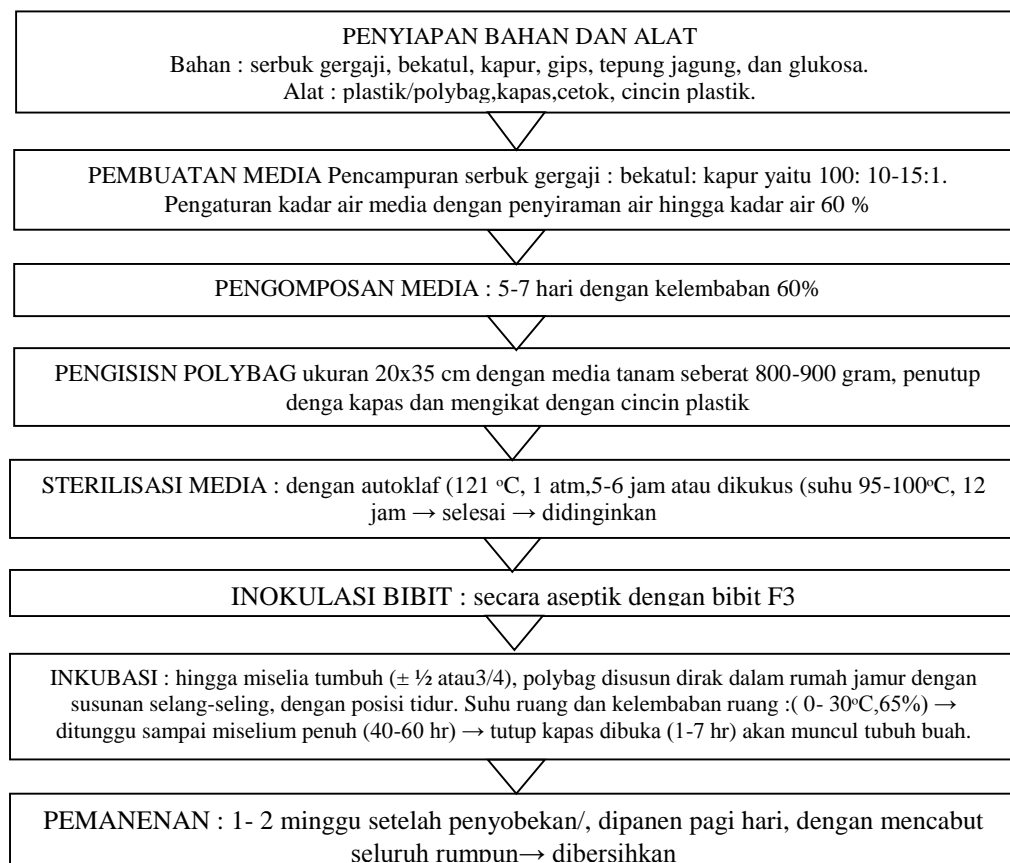 PENYIAPAN BAHAN DAN ALAT
Bahan : serbuk gergaji, bekatul, kapur, gips, tepung jagung, dan glukosa.
Alat : plastik/polybag,kapas,cetok, cincin plastik.
PEMBUATAN MEDIA Pencampuran serbuk gergaji : bekatul: kapur yaitu 100: 10-15:1.
Pengaturan kadar air media dengan penyiraman air hingga kadar air 60 %
PENGOMPOSAN MEDIA : 5-7 hari dengan kelembaban 60%
PENGISISN POLYBAG ukuran 20x35 cm dengan media tanam seberat 800-900 gram, penutup
denga kapas dan mengikat dengan cincin plastik
STERILISASI MEDIA : dengan autoklaf (121 °C, 1 atm,5-6 jam atau dikukus (suhu 95-100°C, 12
jam → selesai → didinginkan
INOKULASI BIBIT : secara aseptik dengan bibit F3
INKUBASI : hingga miselia tumbuh (± ½ atau3/4), polybag disusun dirak dalam rumah jamur dengan
susunan selang-seling, dengan posisi tidur. Suhu ruang dan kelembaban ruang :( 0- 30°C,65%) →
ditunggu sampai miselium penuh (40-60 hr) → tutup kapas dibuka (1-7 hr) akan muncul tubuh buah.
PEMANENAN : 1- 2 minggu setelah penyobekan/, dipanen pagi hari, dengan mencabut
seluruh rumpun→ dibersihkan